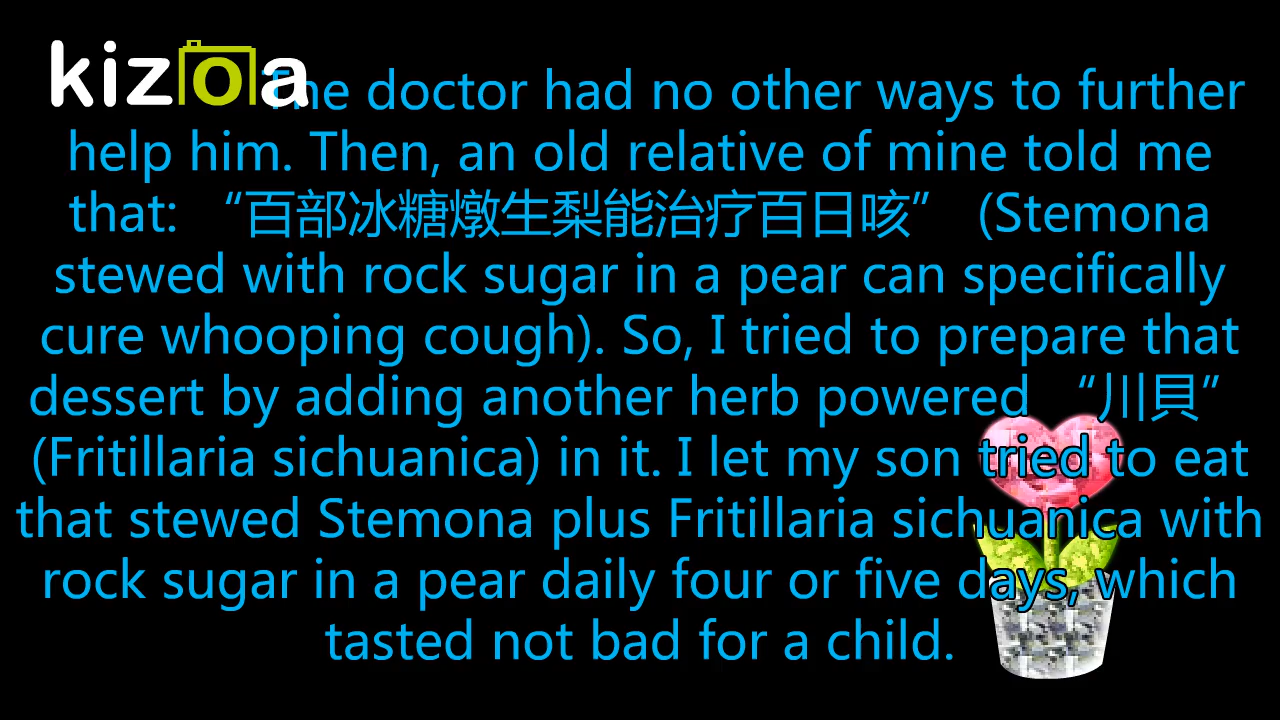 kizoa
The doctor had no other ways to further
help him. Then, an old relative of mine told me
that: “百部冰糖燉生梨能治疗百日咳” (Stemona
stewed with rock sugar in a pear can specifically
cure whooping cough). So, I tried to prepare that
dessert by adding another herb powered “川貝”
(Fritillaria sichuanica) in it. I let my son tried to eat
that stewed Stemona plus Fritillaria sichuanica with
rock sugar in a pear daily four or five days, which
tasted not bad for a child.